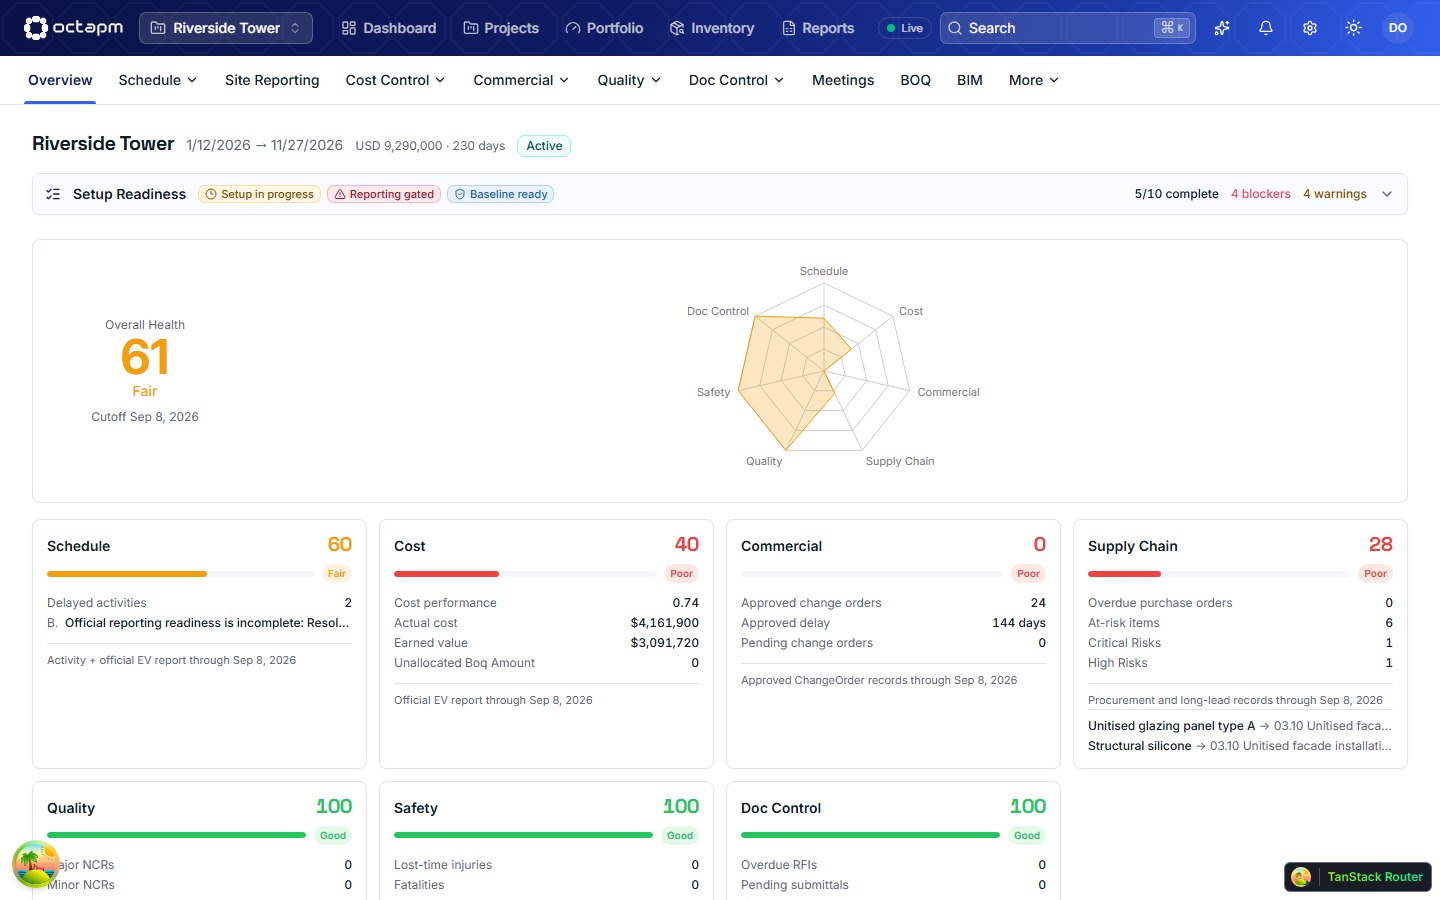 octapm
Riverside Tower
Dashboard
Projects
Portfolio
Inventory
Reports
Live
Search
⌘ K
DO
Overview
Schedule
Site Reporting
Cost Control
Commercial
Quality
Doc Control
Meetings
BOQ
BIM
More
Riverside Tower
1/12/2026 → 11/27/2026
USD 9,290,000 · 230 days
Active
Setup Readiness
Setup in progress
Reporting gated
Baseline ready
5/10 complete
4 blockers
4 warnings
Overall Health
61
Fair
Cutoff Sep 8, 2026
Schedule
Cost
Commercial
Supply Chain
Quality
Safety
Doc Control
Schedule 60
Fair
Delayed activities 2
B. Official reporting readiness is incomplete: Resol...
Activity + official EV report through Sep 8, 2026
Cost 40
Poor
Cost performance 0.74
Actual cost $4,161,900
Earned value $3,091,720
Unallocated Boq Amount 0
Official EV report through Sep 8, 2026
Commercial 0
Poor
Approved change orders 24
Approved delay 144 days
Pending change orders 0
Approved ChangeOrder records through Sep 8, 2026
Supply Chain 28
Poor
Overdue purchase orders 0
At-risk items 6
Critical Risks 1
High Risks 1
Procurement and long-lead records through Sep 8, 2026
Unitised glazing panel type A → 03.10 Unitised faca...
Structural silicone → 03.10 Unitised facade installati...
Quality 100
Good
ajor NCRs 0
Minor NCRs 0
Safety 100
Good
Lost-time injuries 0
Fatalities 0
Doc Control 100
Good
Overdue RFIs 0
Pending submittals 0
TanStack Router